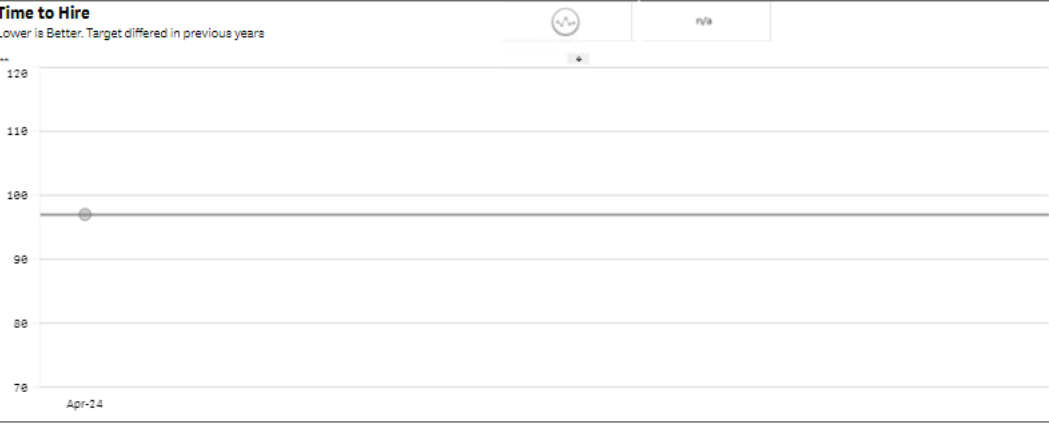 Time to Hire
Lower is Better. Target differed in previous years
n/a
120
110
100
90
80
70
Apr-24